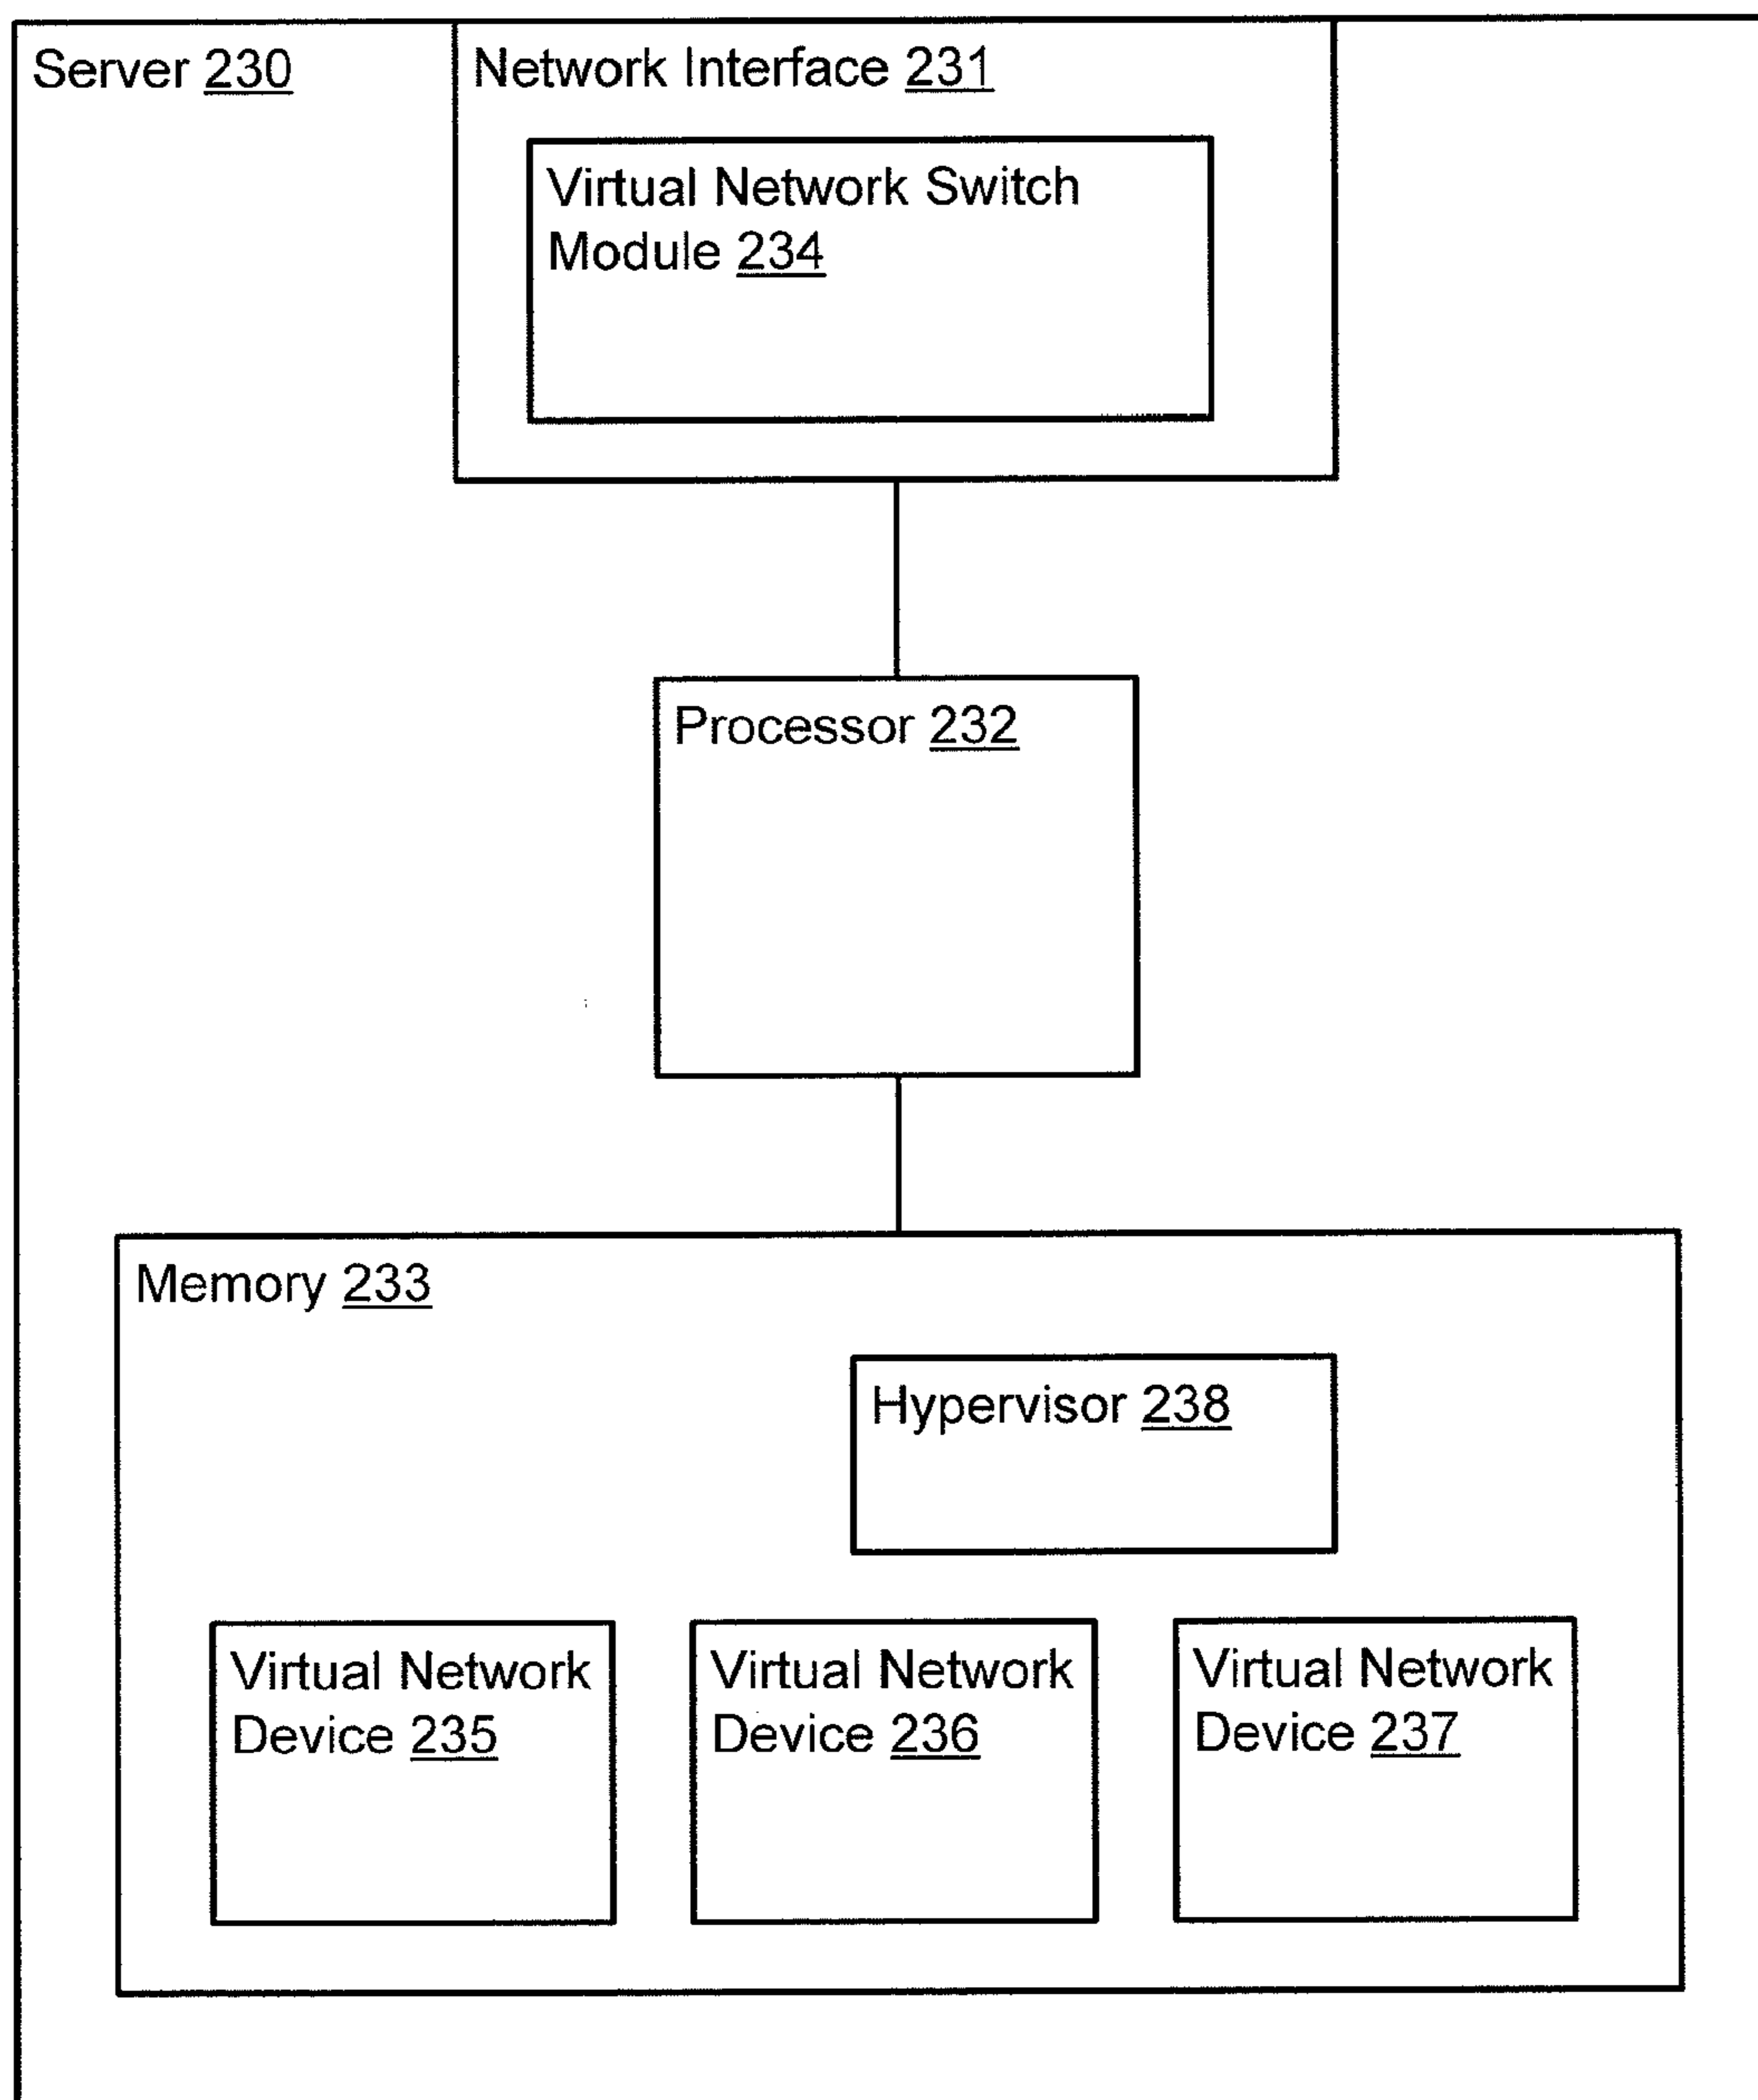 Server 230
Network Interface 231
Virtual Network Switch
Module 234
Processor 232
Memory 233
Hypervisor 238
Virtual Network
Device 235
Virtual Network
Device 236
Virtual Network
Device 237